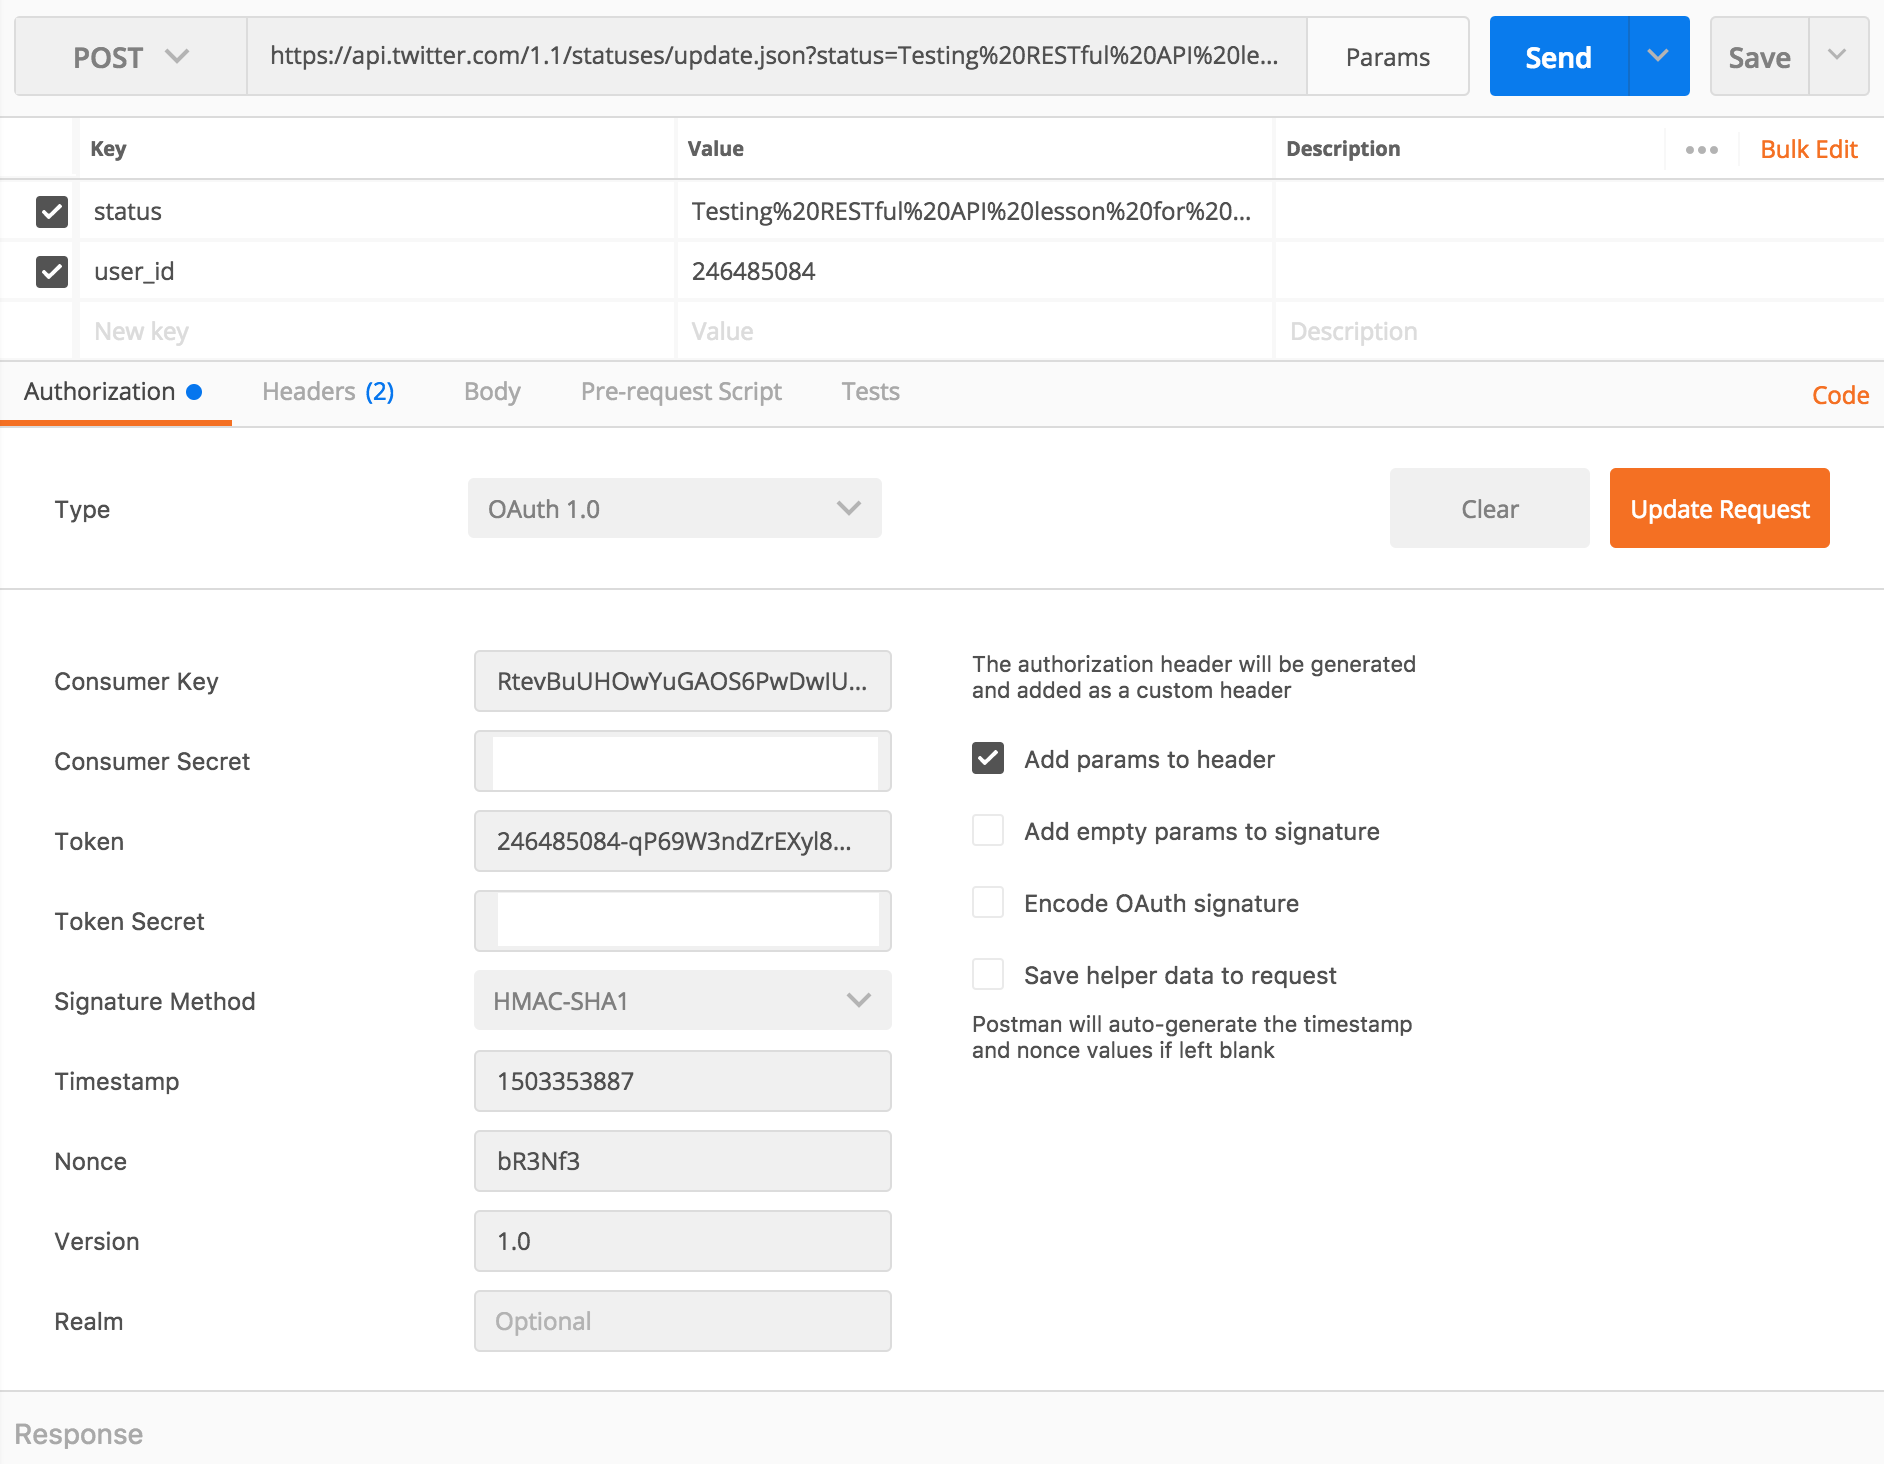 POST https://api.twitter.com/1.1/statuses/update.json?status=Testing%20RESTful%20API%20le... Params Send Save
Key Value Description ••• Bulk Edit
status Testing%20RESTful%20API%20lesson%20for%20...
user_id 246485084
New key Value Description
Authorization Headers (2) Body Pre-request Script Tests Code
Type OAuth 1.0 Clear Update Request
Consumer Key RtevBuUHOwYuGAOS6PwDwIU...
Consumer Secret
Token 246485084-qP69W3ndZrEXyl8...
Token Secret
Signature Method HMAC-SHA1
Timestamp 1503353887
Nonce bR3Nf3
Version 1.0
Realm Optional
The authorization header will be generated
and added as a custom header
Add params to header
Add empty params to signature
Encode OAuth signature
Save helper data to request
Postman will auto-generate the timestamp
and nonce values if left blank
Response